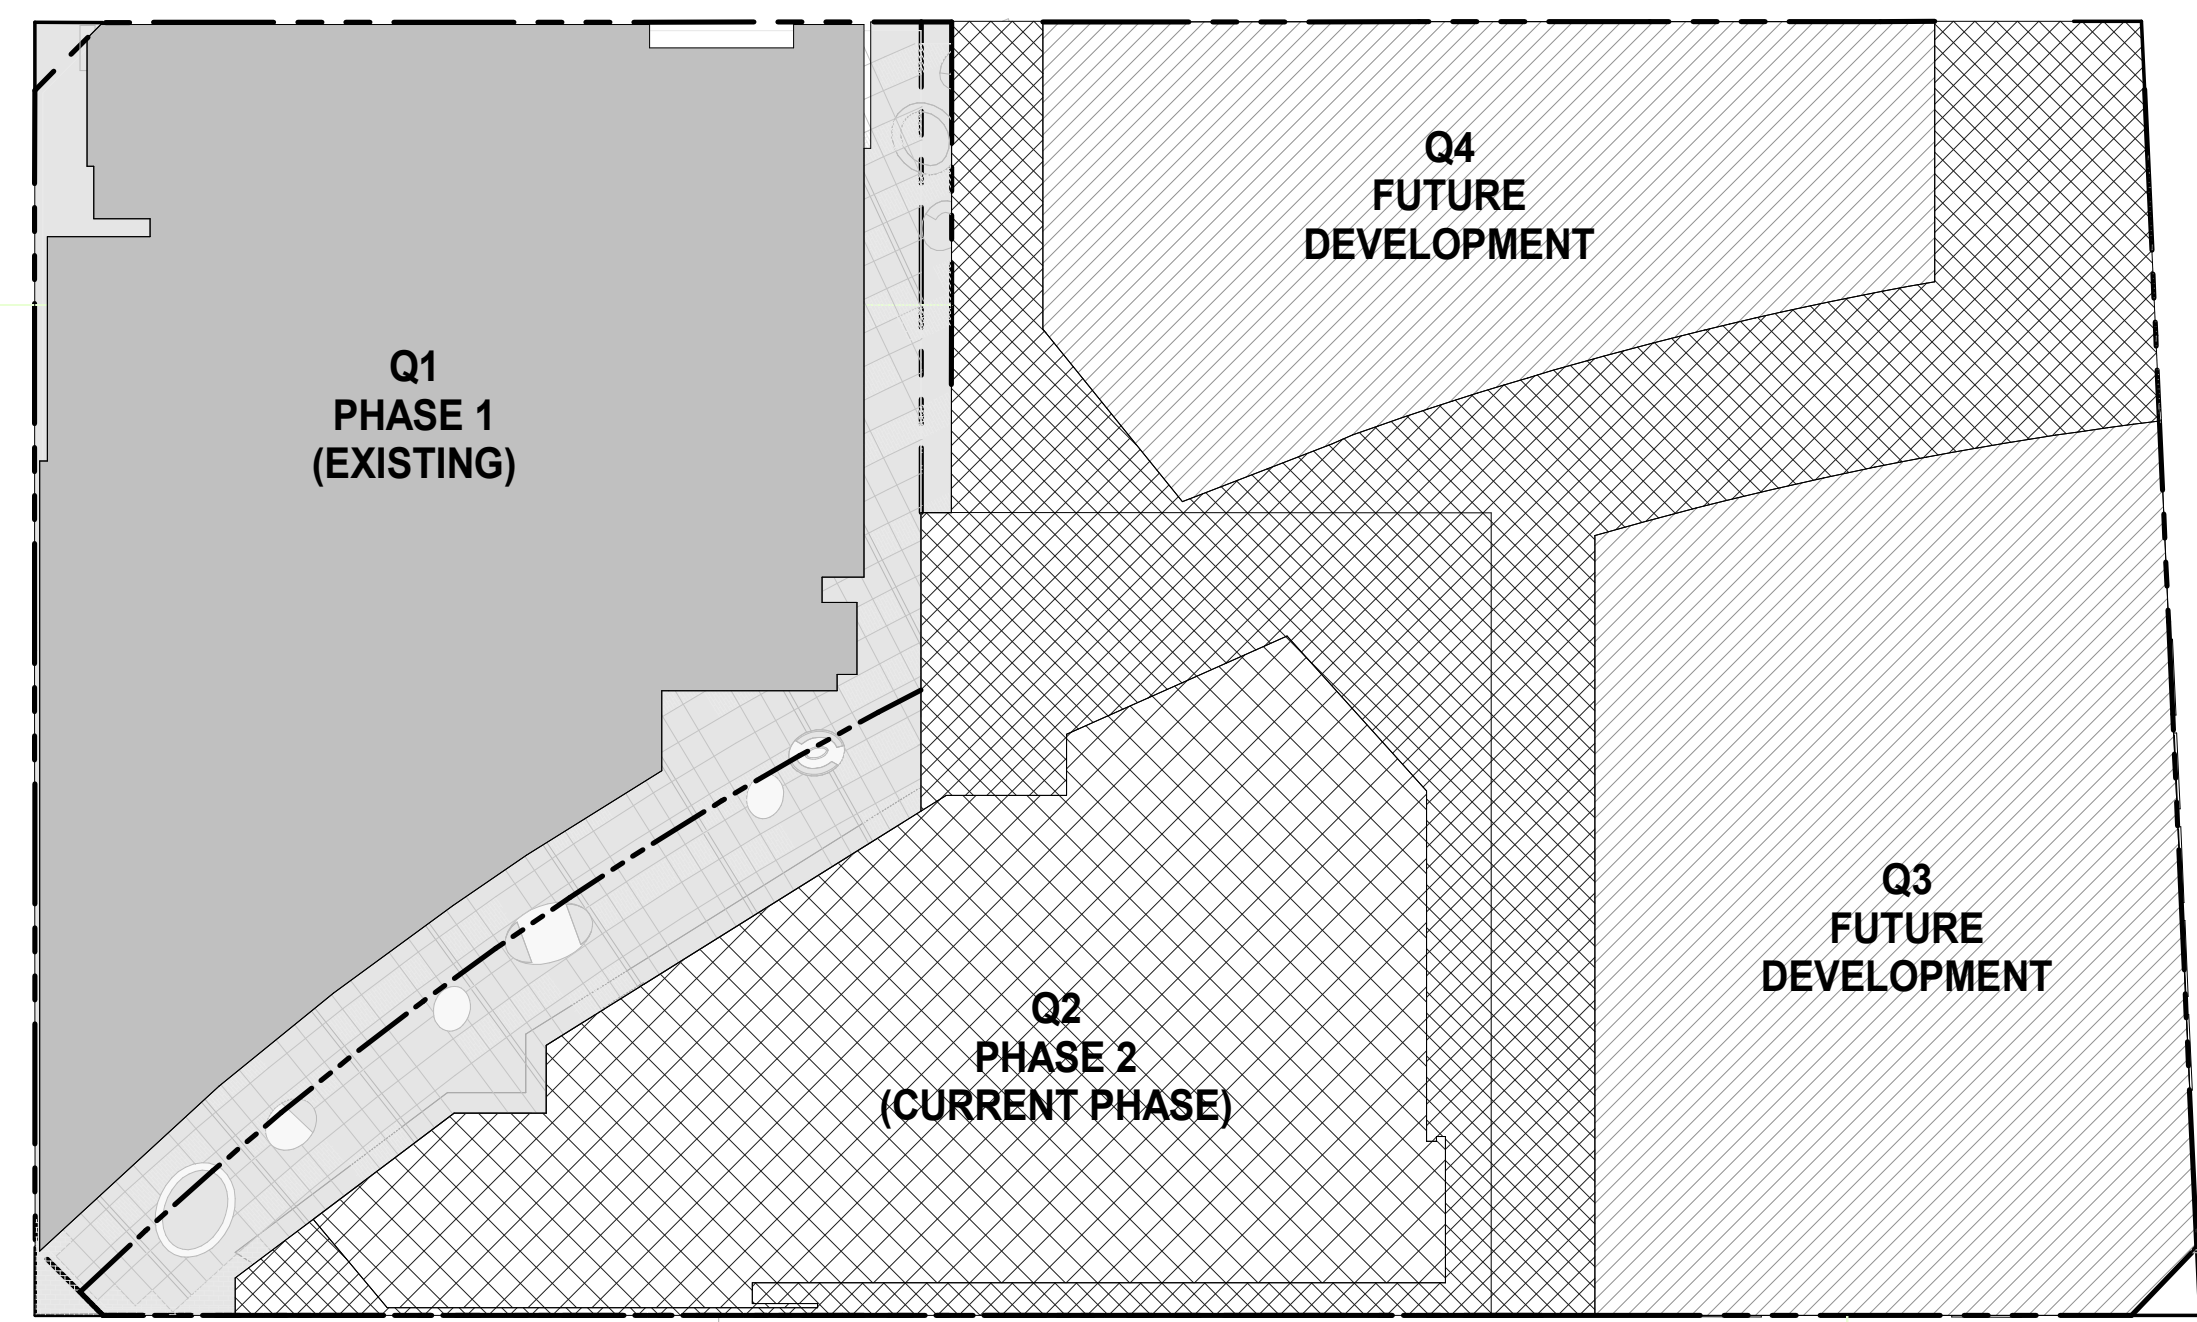 Q1
PHASE 1
(EXISTING)
Q4
FUTURE
DEVELOPMENT
Q2
PHASE 2
(CURRENT PHASE)
Q3
FUTURE
DEVELOPMENT